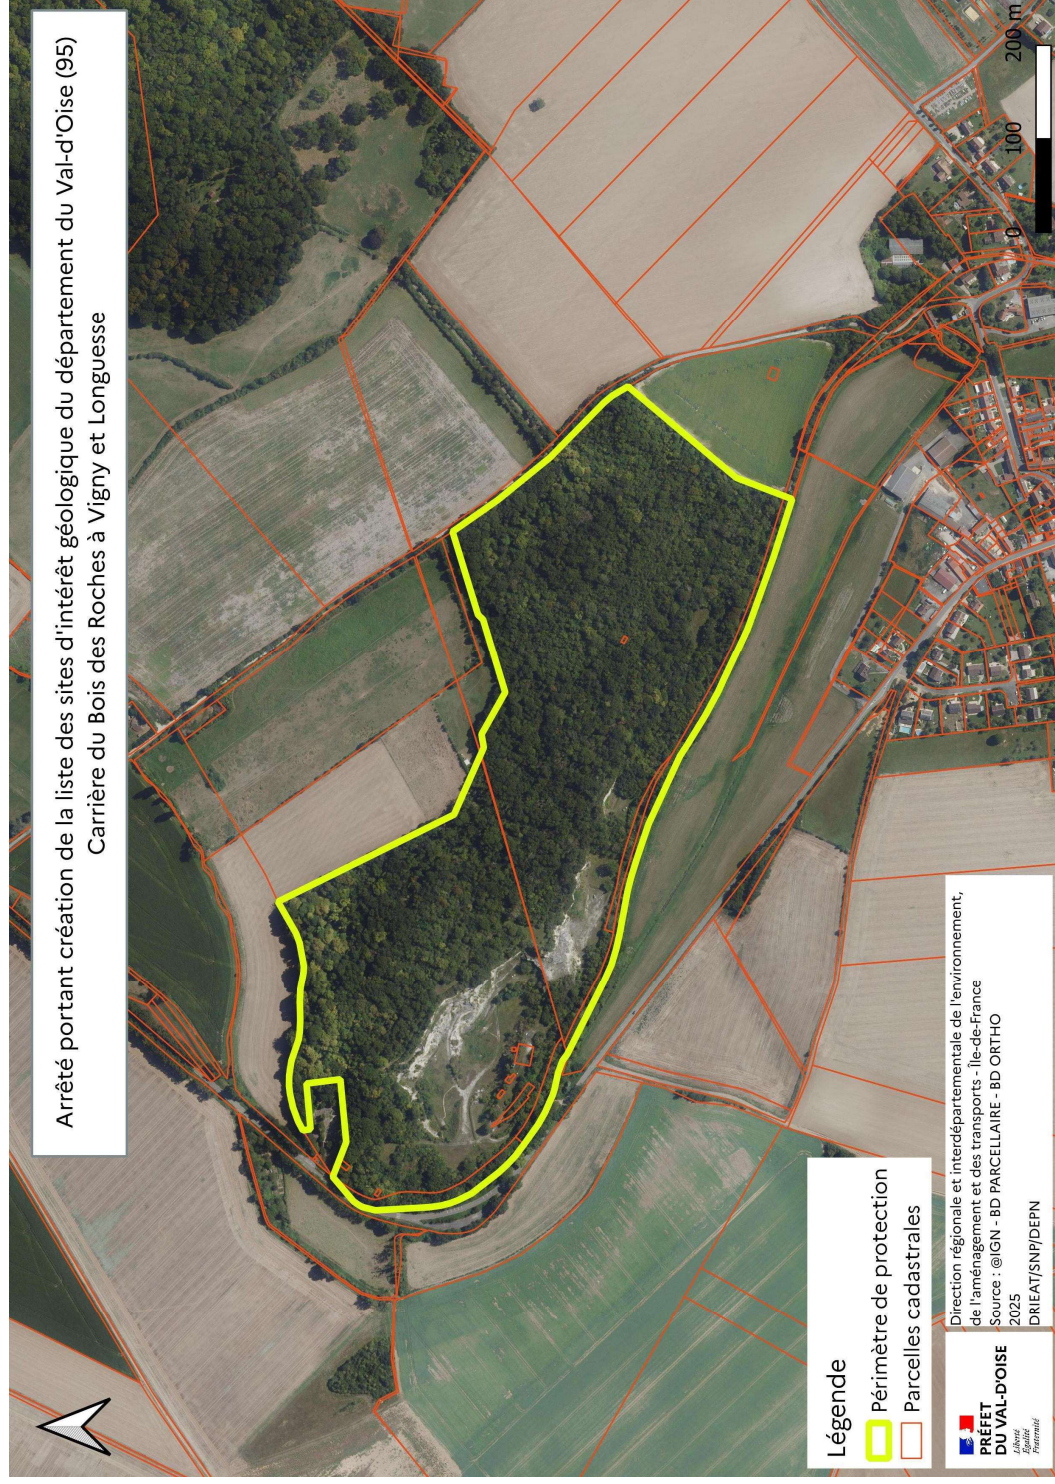 Arrêté portant création de la liste des sites d'intérêt géologique du département du Val-d'Oise (95)
Carrière du Bois des Roches à Vigny et Longuesse
0 100 200 m
Légende
Périmètre de protection
Parcelles cadastrales
PRÉFET
DU VAL-D'OISE
Liberté
Égalité
Fraternité
Direction régionale et interdépartementale de l'environnement,
de l'aménagement et des transports - Île-de-France
Source : @IGN - BD PARCELLAIRE - BD ORTHO
2025
DRIEAT/SNP/DEPN